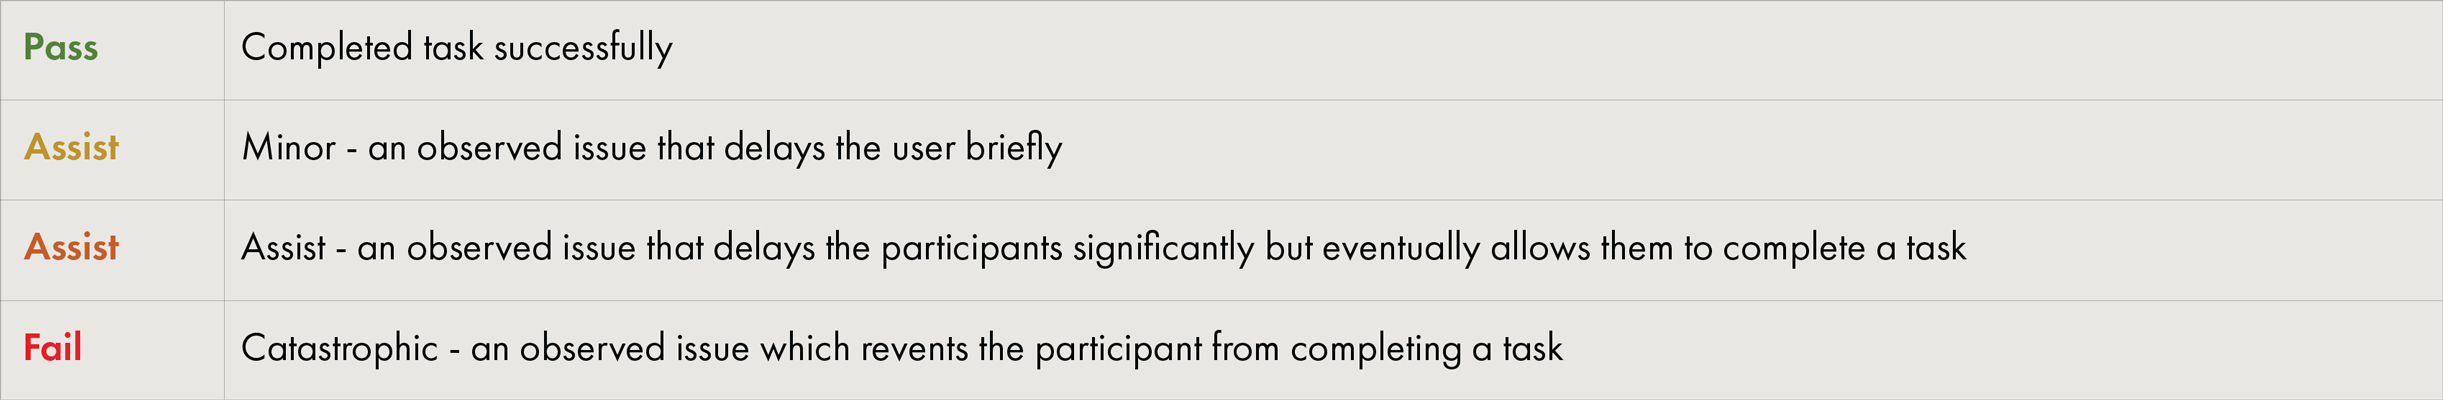 Pass Completed task successfully
Assist Minor - an observed issue that delays the user briefly
Assist Assist - an observed issue that delays the participants significantly but eventually allows them to complete a task
Fail Catastrophic - an observed issue which revents the participant from completing a task